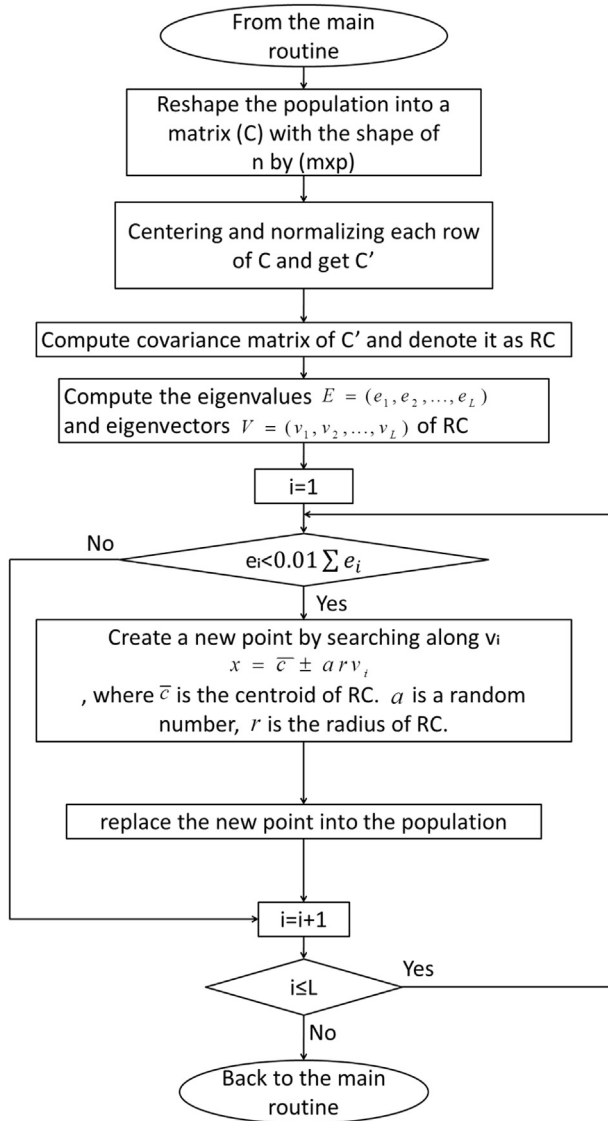 From the main
routine
Reshape the population into a
matrix (C) with the shape of
n by (mxp)
Centering and normalizing each row
of C and get C’
Compute covariance matrix of C’ and denote it as RC
Compute the eigenvalues E = (e₁, e₂, ..., e_L)
and eigenvectors V = (v₁, v₂, ..., v_L) of RC
i=1
No
eᵢ<0.01 ∑ eᵢ
Yes
Create a new point by searching along vᵢ
x = c̅ ± a r vᵢ
, where c̅ is the centroid of RC. a is a random
number, r is the radius of RC.
replace the new point into the population
i=i+1
i≤L
Yes
No
Back to the main
routine